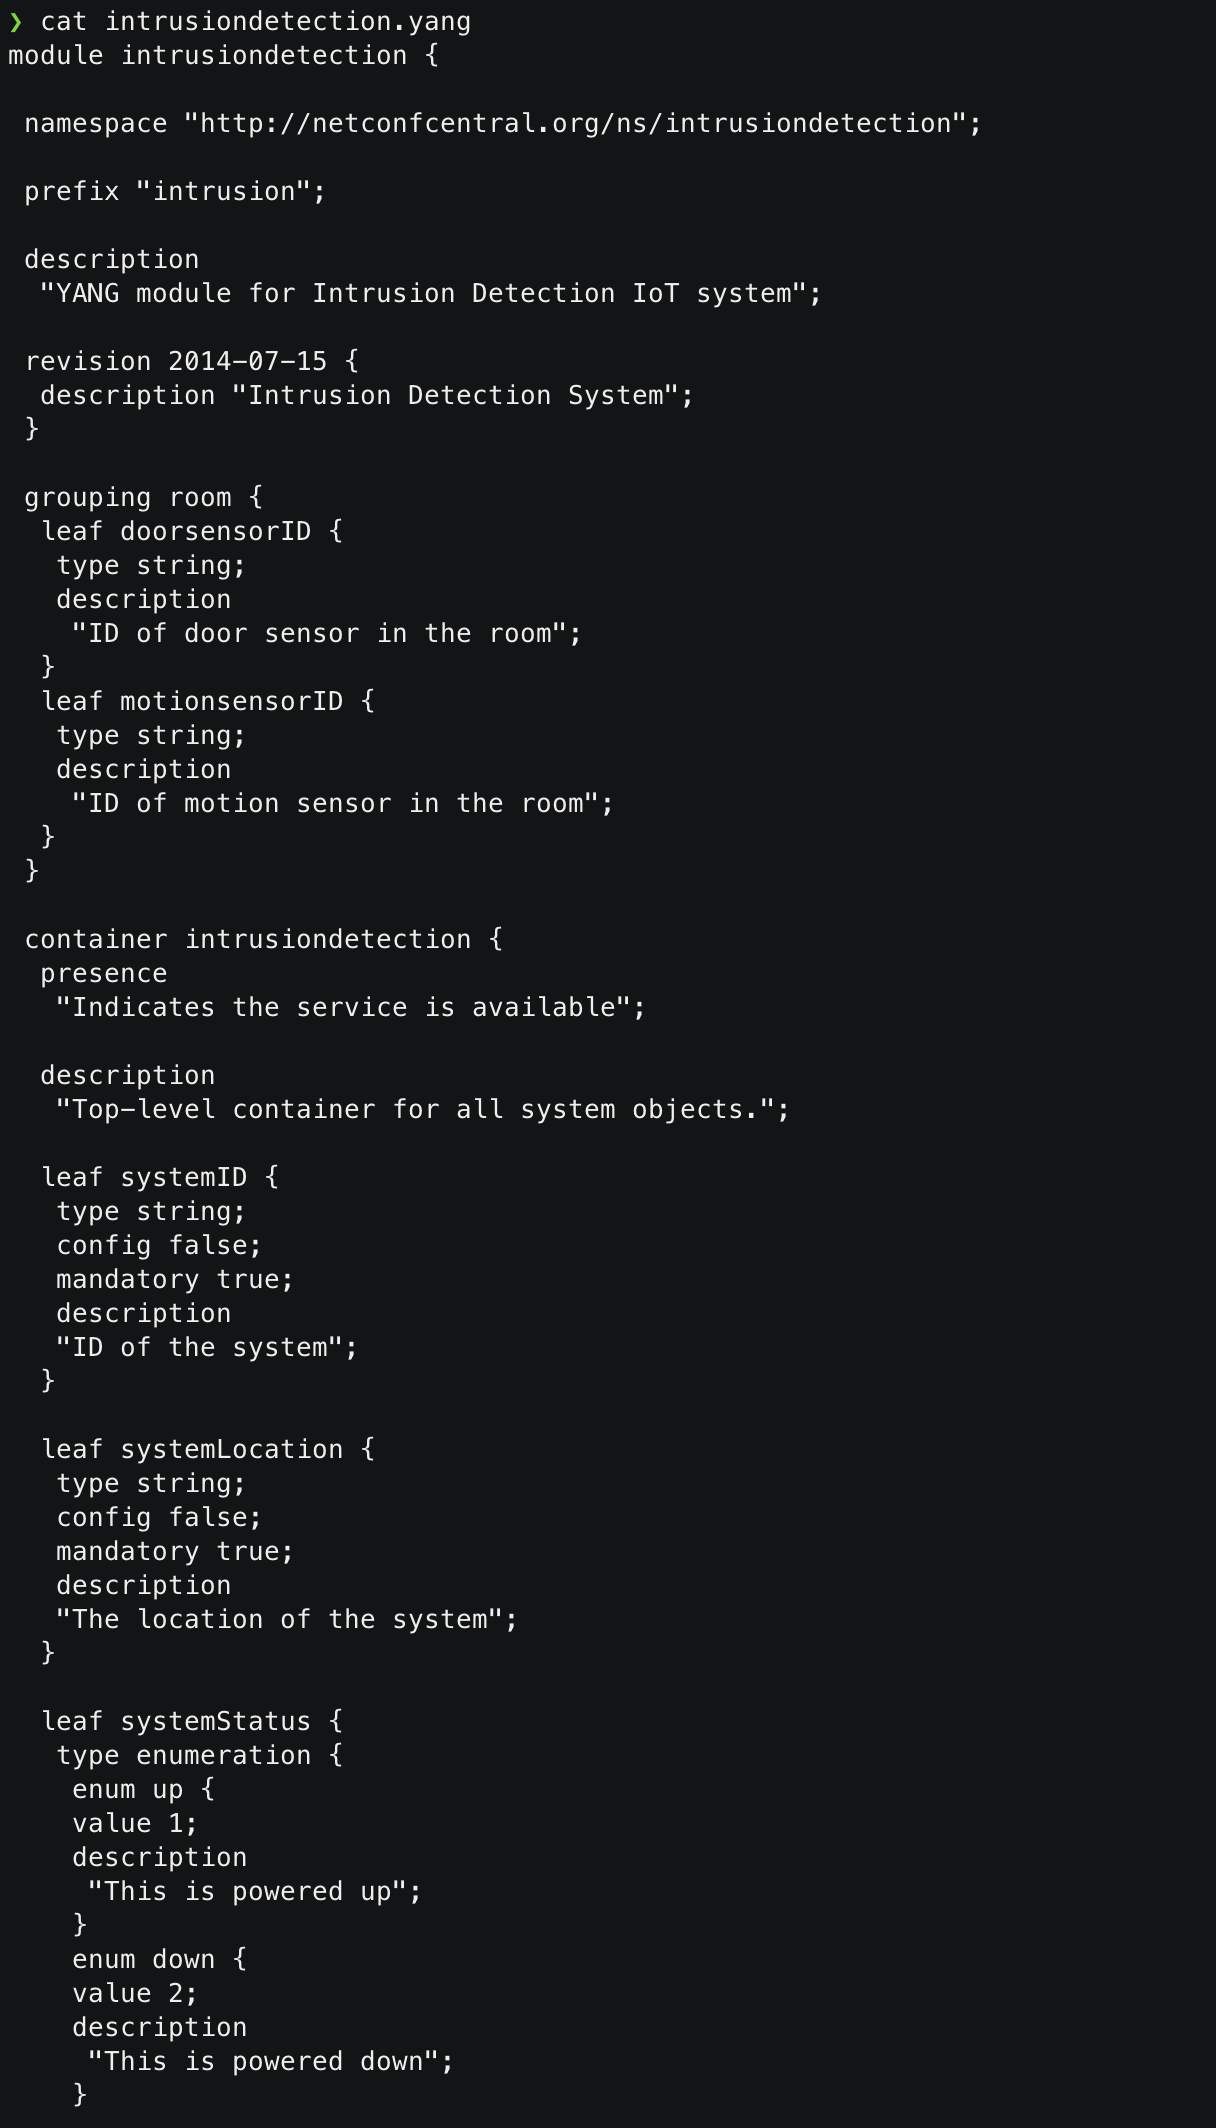 ❯ cat intrusiondetection.yang
module intrusiondetection {

 namespace "http://netconfcentral.org/ns/intrusiondetection";

 prefix "intrusion";

 description
  "YANG module for Intrusion Detection IoT system";

 revision 2014-07-15 {
  description "Intrusion Detection System";
 }

 grouping room {
  leaf doorsensorID {
   type string;
   description
    "ID of door sensor in the room";
  }
  leaf motionsensorID {
   type string;
   description
    "ID of motion sensor in the room";
  }
 }

 container intrusiondetection {
  presence
   "Indicates the service is available";

  description
   "Top-level container for all system objects.";

  leaf systemID {
   type string;
   config false;
   mandatory true;
   description
   "ID of the system";
  }

  leaf systemLocation {
   type string;
   config false;
   mandatory true;
   description
   "The location of the system";
  }

  leaf systemStatus {
   type enumeration {
    enum up {
    value 1;
    description
     "This is powered up";
    }
    enum down {
    value 2;
    description
     "This is powered down";
    }